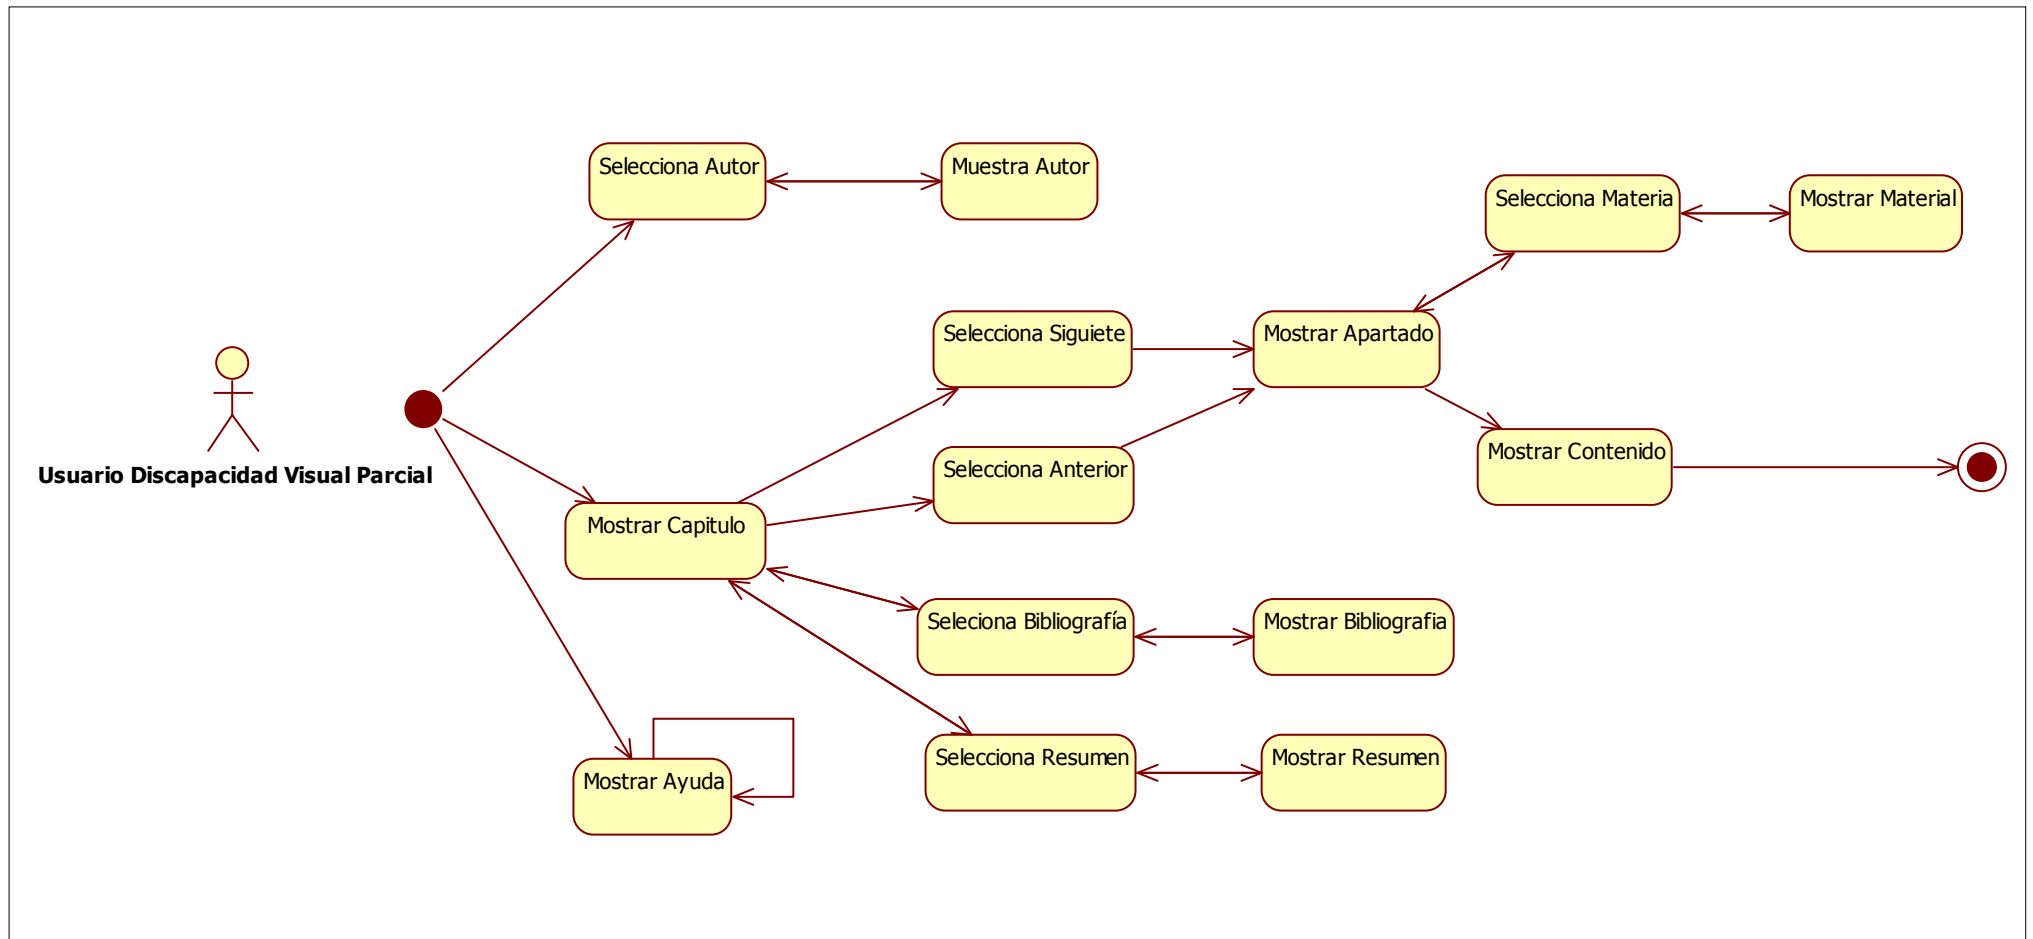 Selecciona Autor
Muestra Autor
Selecciona Materia
Mostrar Material
Selecciona Siguiete
Mostrar Apartado
Usuario Discapacidad Visual Parcial
Selecciona Anterior
Mostrar Contenido
Mostrar Capitulo
Seleciona Bibliografía
Mostrar Bibliografia
Mostrar Ayuda
Selecciona Resumen
Mostrar Resumen